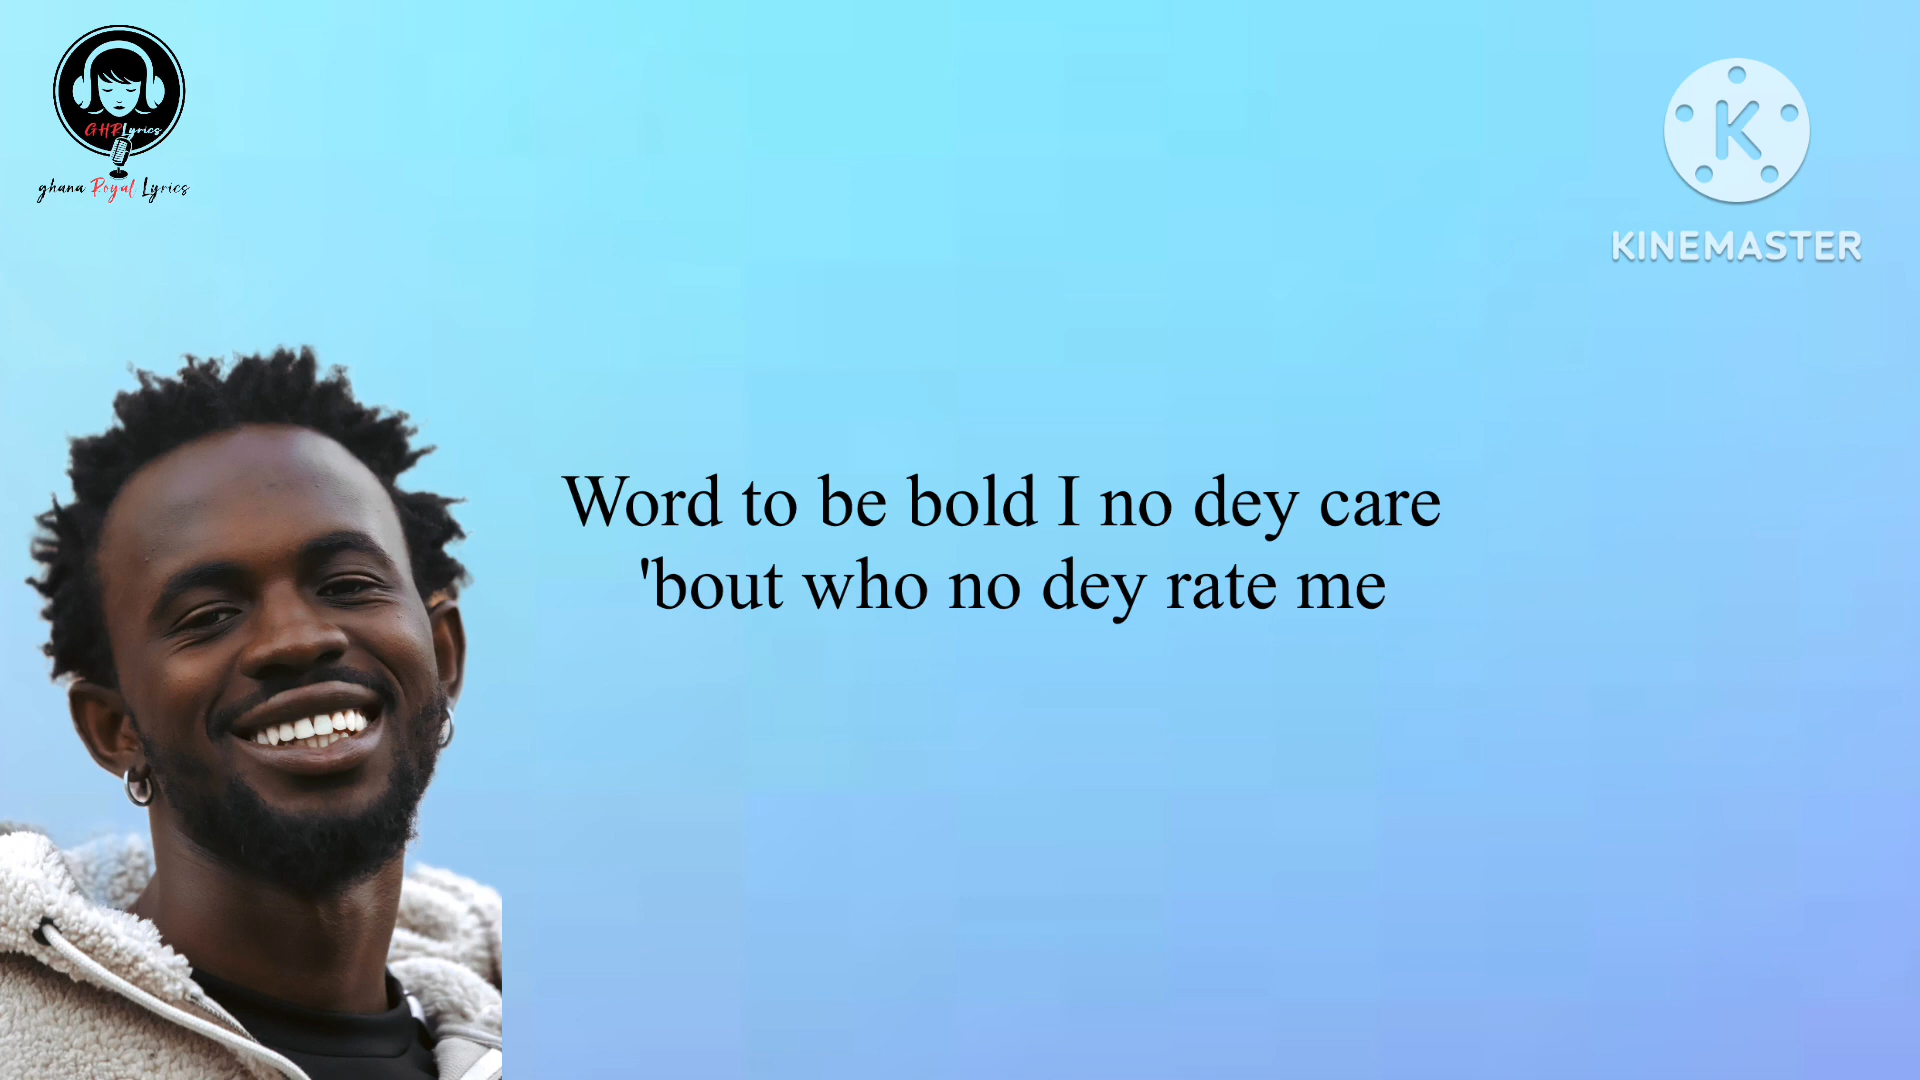 GHRLyrics
ghana Royal Lyrics
K
KINEMASTER
Word to be bold I no dey care
'bout who no dey rate me